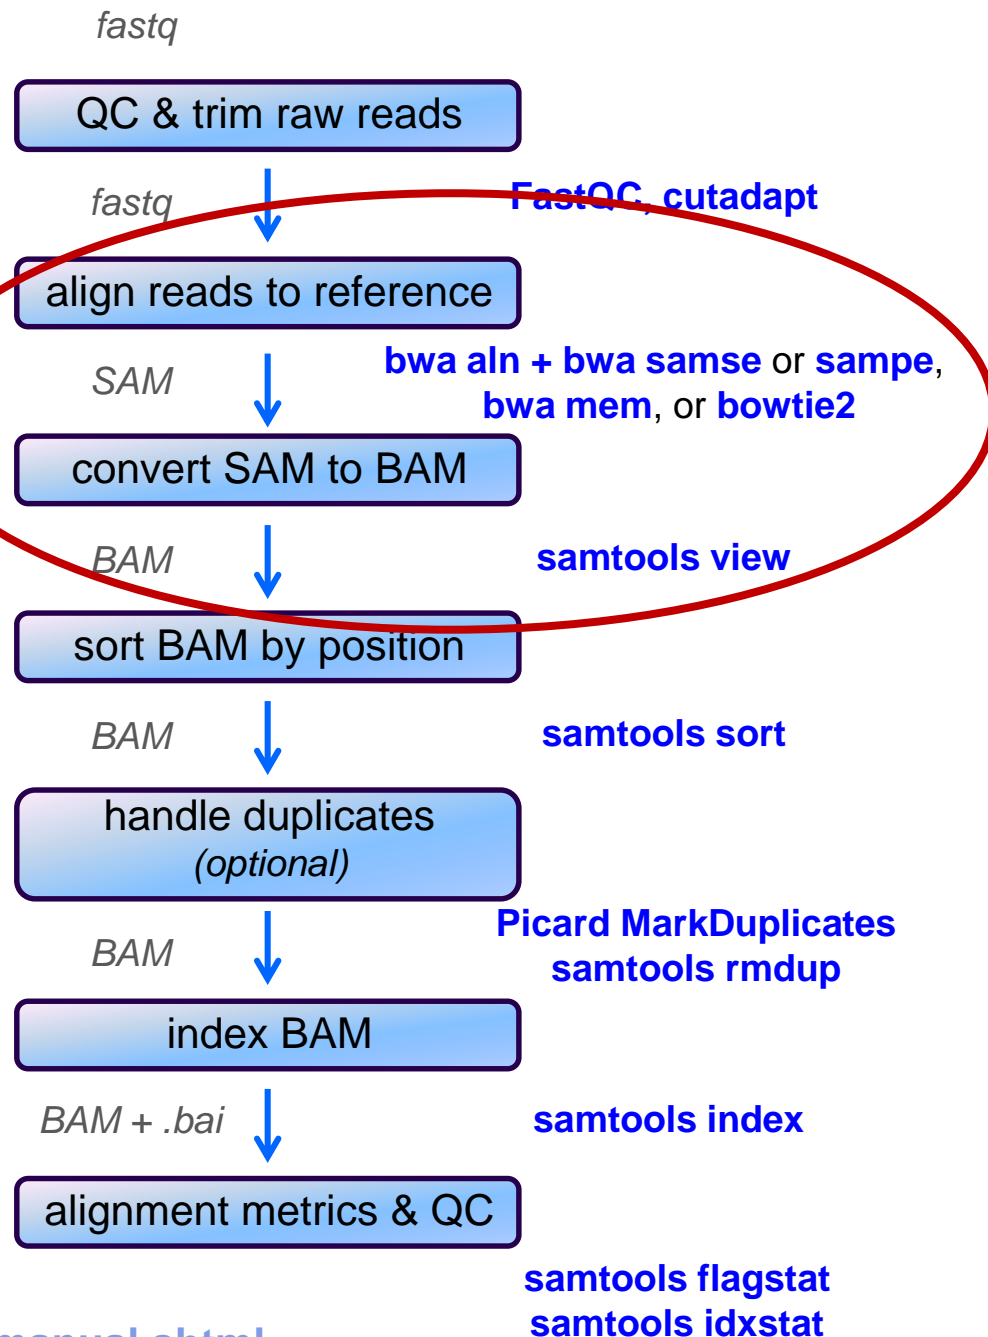 fastq
QC & trim raw reads
fastq
FastQC, cutadapt
align reads to reference
SAM
bwa aln + bwa samse or sampe,
bwa mem, or bowtie2
convert SAM to BAM
BAM
samtools view
sort BAM by position
BAM
samtools sort
handle duplicates
(optional)
BAM
Picard MarkDuplicates
samtools rmdup
index BAM
BAM + .bai
samtools index
alignment metrics & QC
samtools flagstat
samtools idxstat
manual.shtml